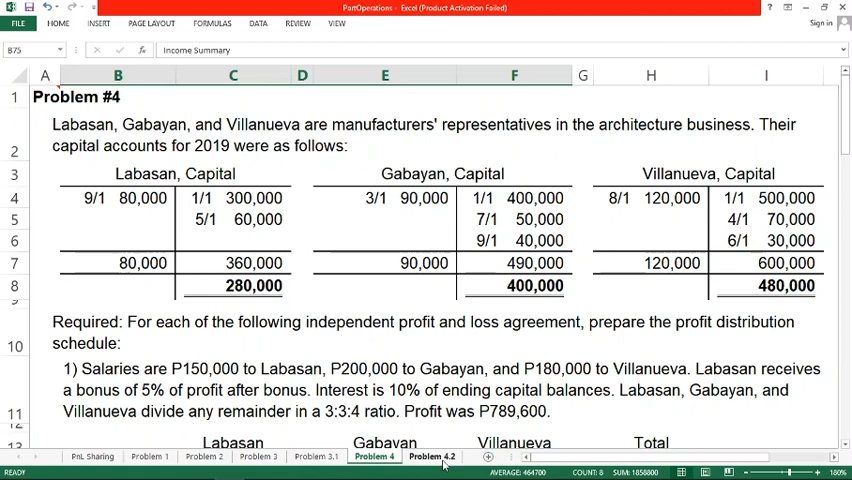 PartOperations - Excel (Product Activation Failed)
FILE HOME INSERT PAGE LAYOUT FORMULAS DATA REVIEW VIEW Sign in
B75 Income Summary
A B C D E F G H I
1 Problem #4
Labasan, Gabayan, and Villanueva are manufacturers' representatives in the architecture business. Their
2 capital accounts for 2019 were as follows:
3 Labasan, Capital Gabayan, Capital Villanueva, Capital
4 9/1 80,000 1/1 300,000 3/1 90,000 1/1 400,000 8/1 120,000 1/1 500,000
5 5/1 60,000 7/1 50,000 4/1 70,000
6 9/1 40,000 6/1 30,000
7 80,000 360,000 90,000 490,000 120,000 600,000
8 280,000 400,000 480,000
9
Required: For each of the following independent profit and loss agreement, prepare the profit distribution
10 schedule:
1) Salaries are P150,000 to Labasan, P200,000 to Gabayan, and P180,000 to Villanueva. Labasan receives
a bonus of 5% of profit after bonus. Interest is 10% of ending capital balances. Labasan, Gabayan, and
11 Villanueva divide any remainder in a 3:3:4 ratio. Profit was P789,600.
12
13 Labasan Gabayan Villanueva Total
PnL Sharing Problem 1 Problem 2 Problem 3 Problem 3.1 Problem 4 Problem 4.2
READY AVERAGE: 464700 COUNT: 8 SUM: 1858800 180%